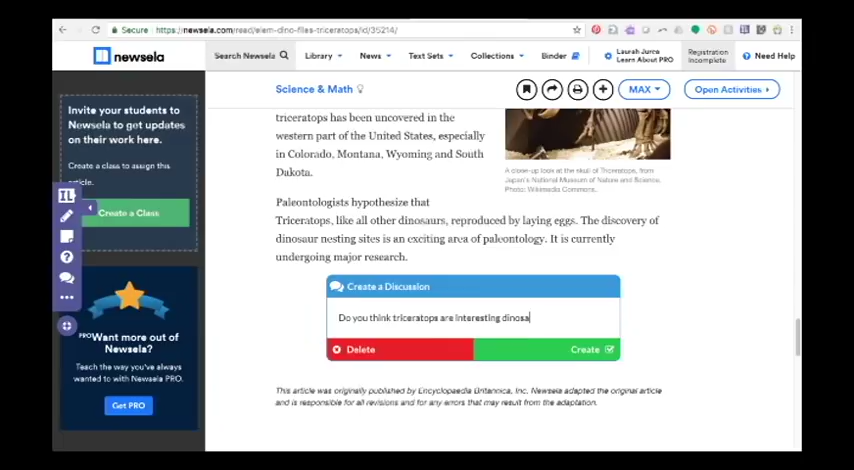 Secure | https://newsela.com/read/elem-dino-files-triceratops/id/35214/
newsela
Search Newsela
Library
News
Text Sets
Collections
Binder
Laurah Jurca
Learn About PRO
Registration
Incomplete
Need Help
Science & Math
MAX
Open Activities
Invite your students to
Newsela to get updates
on their work here.
Create a class to assign this
article.
IL
Create a Class
PRO Want more out of
Newsela?
Teach the way you've always
wanted to with Newsela PRO.
Get PRO
triceratops has been uncovered in the
western part of the United States, especially
in Colorado, Montana, Wyoming and South
Dakota.
A close-up look at the skull of Triceratops, from
Japan's National Museum of Nature and Science.
Photo: Wikimedia Commons.
Paleontologists hypothesize that
Triceratops, like all other dinosaurs, reproduced by laying eggs. The discovery of
dinosaur nesting sites is an exciting area of paleontology. It is currently
undergoing major research.
Create a Discussion
Do you think triceratops are interesting dinosa
Delete
Create
This article was originally published by Encyclopaedia Britannica, Inc. Newsela adapted the original article
and is responsible for all revisions and for any errors that may result from the adaptation.